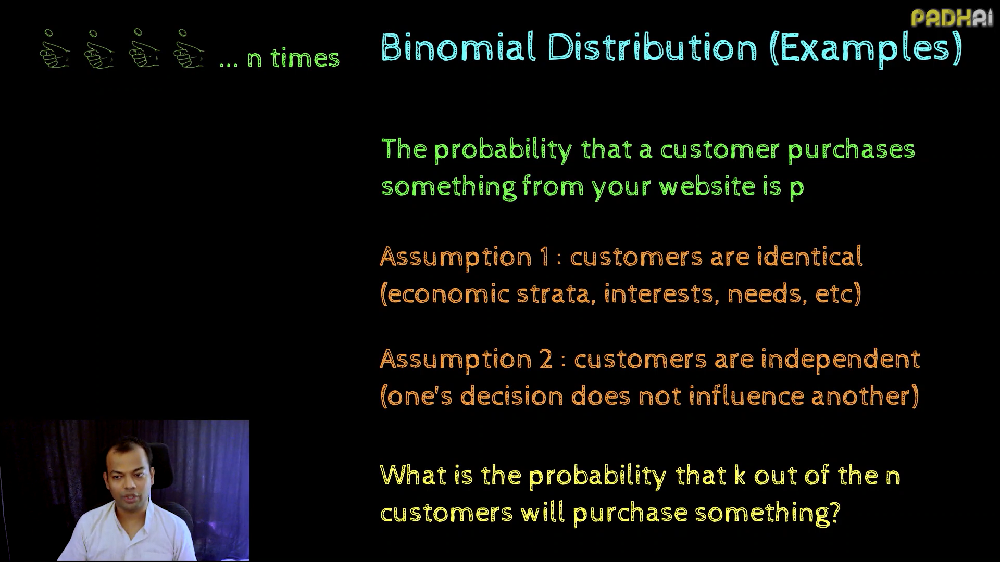 PADHAI
... n times
Binomial Distribution (Examples)
The probability that a customer purchases
something from your website is p
Assumption 1 : customers are identical
(economic strata, interests, needs, etc)
Assumption 2 : customers are independent
(one's decision does not influence another)
What is the probability that k out of the n
customers will purchase something?